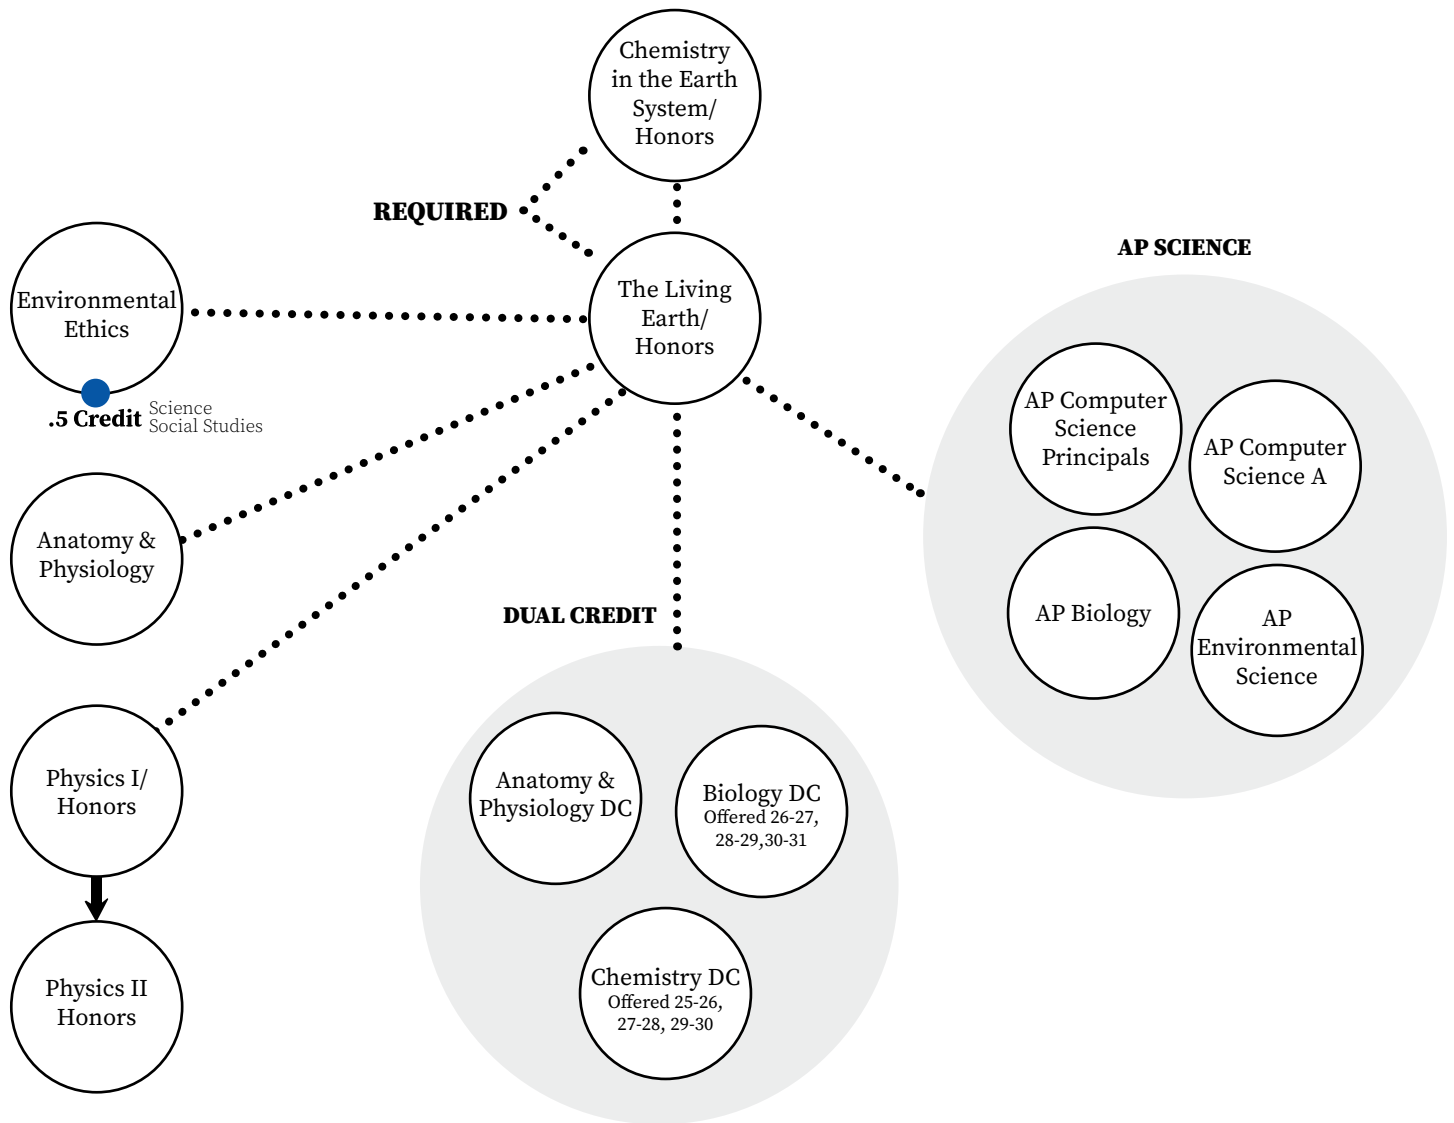 Chemistry
in the Earth
System/
Honors
REQUIRED
The Living
Earth/
Honors
Environmental
Ethics
.5 Credit
Science
Social Studies
Anatomy &
Physiology
Physics I/
Honors
Physics II
Honors
DUAL CREDIT
Anatomy &
Physiology DC
Biology DC
Offered 26-27,
28-29,30-31
Chemistry DC
Offered 25-26,
27-28, 29-30
AP SCIENCE
AP Computer
Science
Principals
AP Computer
Science A
AP Biology
AP
Environmental
Science